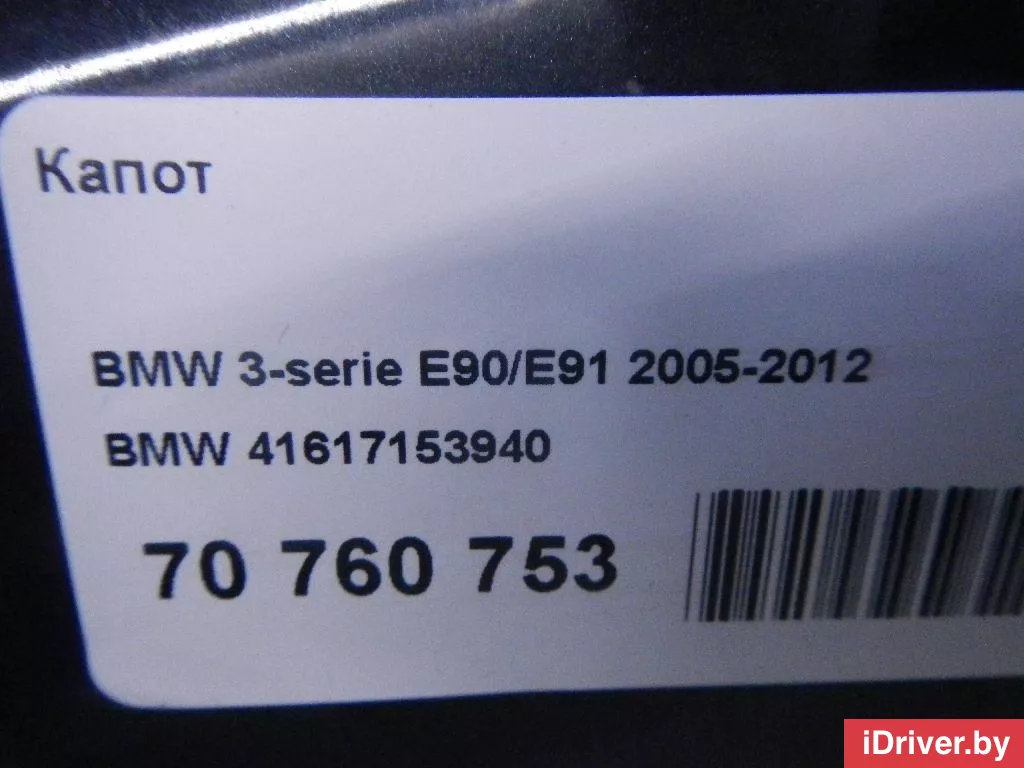 Капот
BMW 3-serie E90/E91 2005-2012
BMW 41617153940
70 760 753
iDriver.by